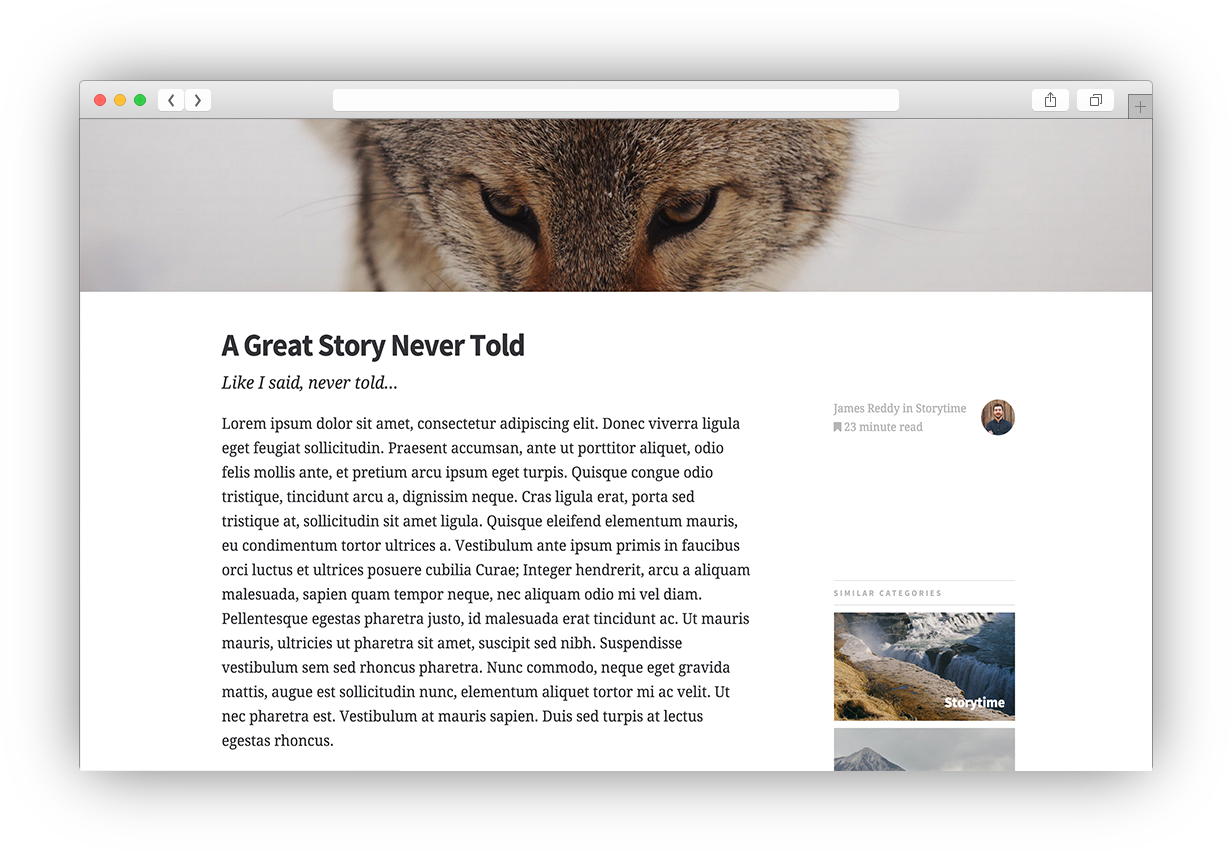 A Great Story Never Told
Like I said, never told...
Lorem ipsum dolor sit amet, consectetur adipiscing elit. Donec viverra ligula
eget feugiat sollicitudin. Praesent accumsan, ante ut porttitor aliquet, odio
felis mollis ante, et pretium arcu ipsum eget turpis. Quisque congue odio
tristique, tincidunt arcu a, dignissim neque. Cras ligula erat, porta sed
tristique at, sollicitudin sit amet ligula. Quisque eleifend elementum mauris,
eu condimentum tortor ultrices a. Vestibulum ante ipsum primis in faucibus
orci luctus et ultrices posuere cubilia Curae; Integer hendrerit, arcu a aliquam
malesuada, sapien quam tempor neque, nec aliquam odio mi vel diam.
Pellentesque egestas pharetra justo, id malesuada erat tincidunt ac. Ut mauris
mauris, ultricies ut pharetra sit amet, suscipit sed nibh. Suspendisse
vestibulum sem sed rhoncus pharetra. Nunc commodo, neque eget gravida
mattis, augue est sollicitudin nunc, elementum aliquet tortor mi ac velit. Ut
nec pharetra est. Vestibulum at mauris sapien. Duis sed turpis at lectus
egestas rhoncus.
James Reddy in Storytime
23 minute read
SIMILAR CATEGORIES
Storytime